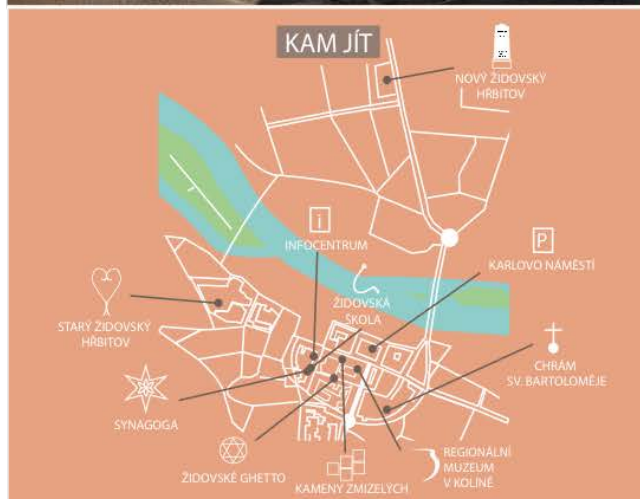 KAM JÍT
NOVÝ ŽIDOVSKÝ
HŘBITOV
i
INFOCENTRUM
P
KARLOVO NÁMĚSTÍ
ŽIDOVSKÁ
ŠKOLA
STARÝ ŽIDOVSKÝ
HŘBITOV
CHRÁM
SV. BARTOLOMĚJE
SYNAGOGA
ŽIDOVSKÉ GHETTO
KAMENY ZMIZELÝCH
REGIONÁLNÍ
MUZEUM
V KOLÍNĚ